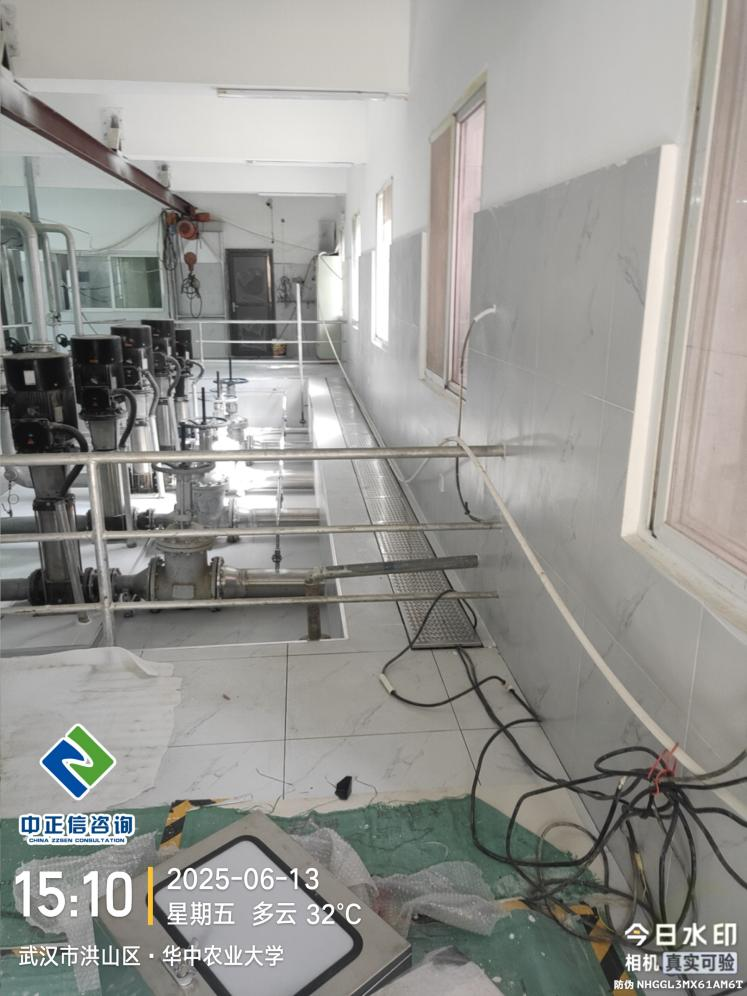 中正信咨询
CHINA ZZSEN CONSULTATION
15:10
2025-06-13
星期五 多云 32°C
武汉市洪山区·华中农业大学
今日水印
相机 真实可验
防伪 NHGGL3MX61AM6T